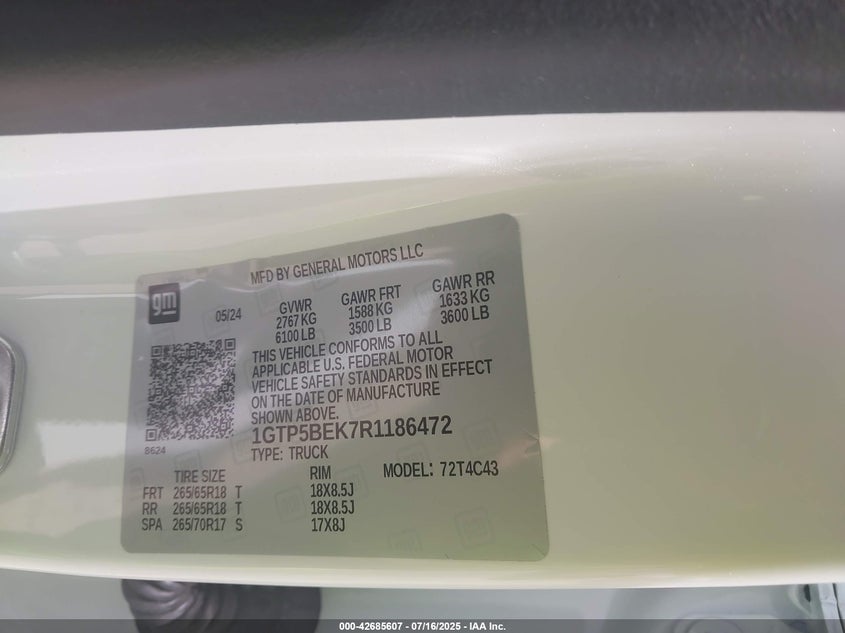 MFD BY GENERAL MOTORS LLC
gm
05/24
GVWR
2767 KG
6100 LB
GAWR FRT
1588 KG
3500 LB
GAWR RR
1633 KG
3600 LB
THIS VEHICLE CONFORMS TO ALL
APPLICABLE U.S. FEDERAL MOTOR
VEHICLE SAFETY STANDARDS IN EFFECT
ON THE DATE OF MANUFACTURE
SHOWN ABOVE.
8624
1GTP5BEK7R1186472
TYPE: TRUCK
MODEL: 72T4C43
TIRE SIZE RIM
FRT 265/65R18 T 18X8.5J
RR 265/65R18 T 18X8.5J
SPA 265/70R17 S 17X8J
000-42685607 - 07/16/2025 - IAA Inc.